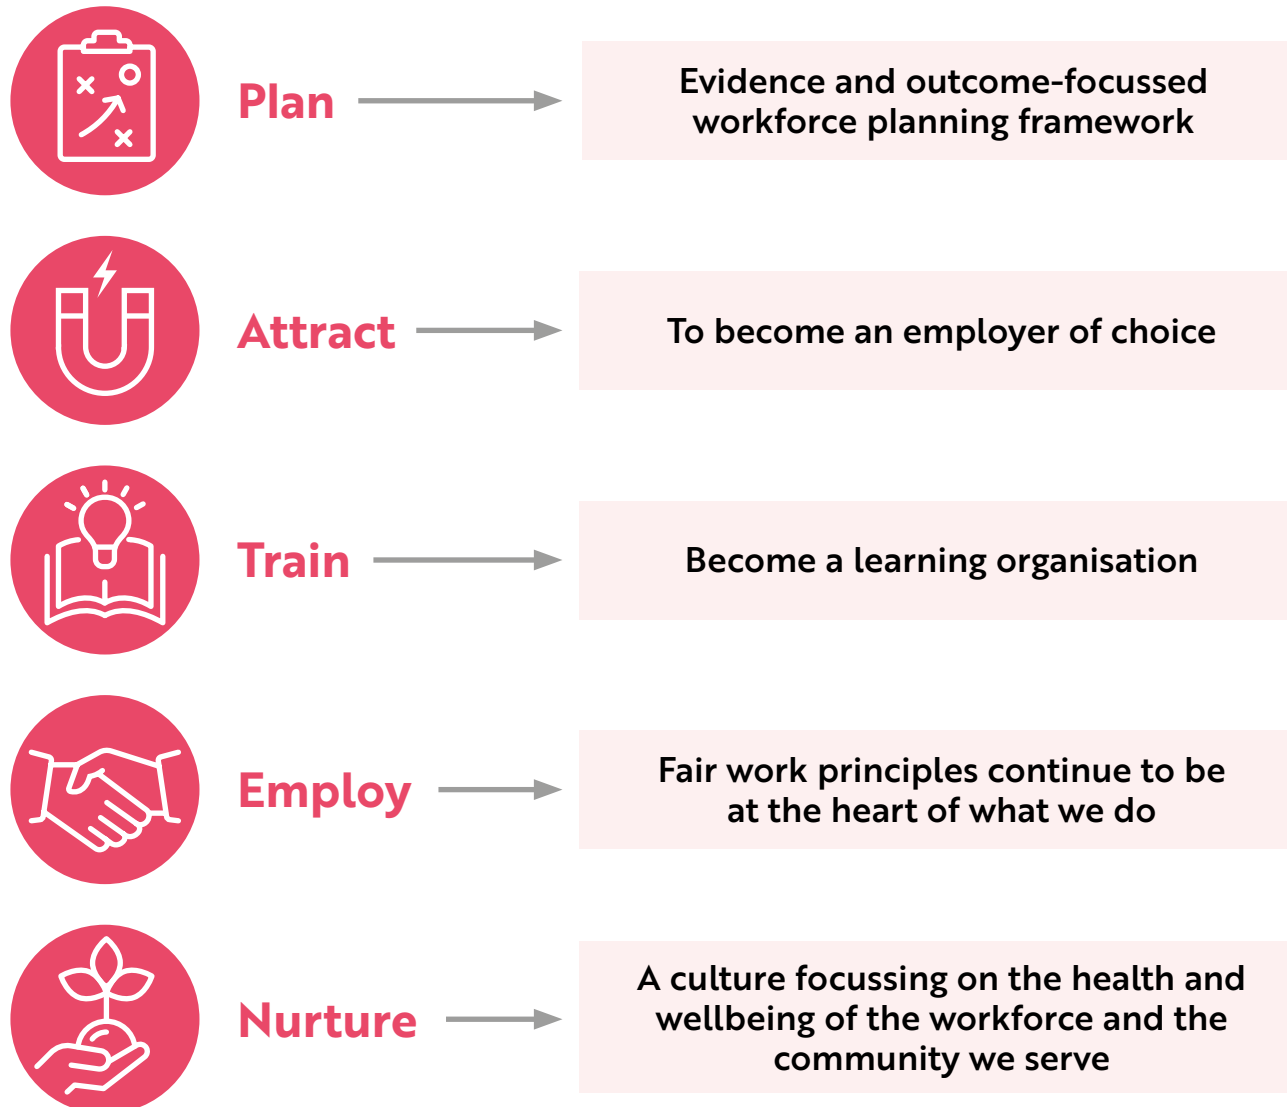 Plan
Evidence and outcome-focussed
workforce planning framework
Attract
To become an employer of choice
Train
Become a learning organisation
Employ
Fair work principles continue to be
at the heart of what we do
Nurture
A culture focussing on the health and
wellbeing of the workforce and the
community we serve